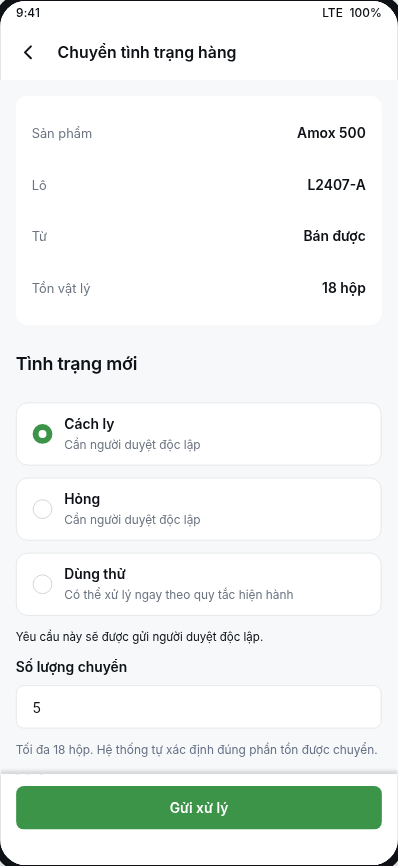 9:41 LTE 100%
Chuyển tình trạng hàng
Sản phẩm Amox 500
Lô L2407-A
Từ Bán được
Tồn vật lý 18 hộp
Tình trạng mới
Cách ly
Cần người duyệt độc lập
Hỏng
Cần người duyệt độc lập
Dùng thử
Có thể xử lý ngay theo quy tắc hiện hành
Yêu cầu này sẽ được gửi người duyệt độc lập.
Số lượng chuyển
5
Tối đa 18 hộp. Hệ thống tự xác định đúng phần tồn được chuyển.
Gửi xử lý